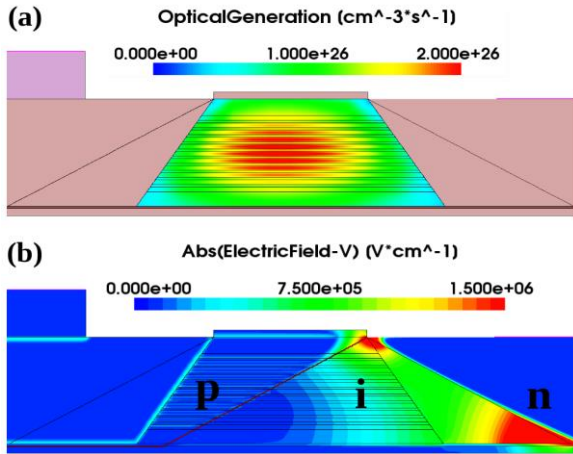 (a)
OpticalGeneration [cm^-3*s^-1]
0.000e+00 1.000e+26 2.000e+26
(b)
Abs(ElectricField-V) [V*cm^-1]
0.000e+00 7.500e+05 1.500e+06
p i n